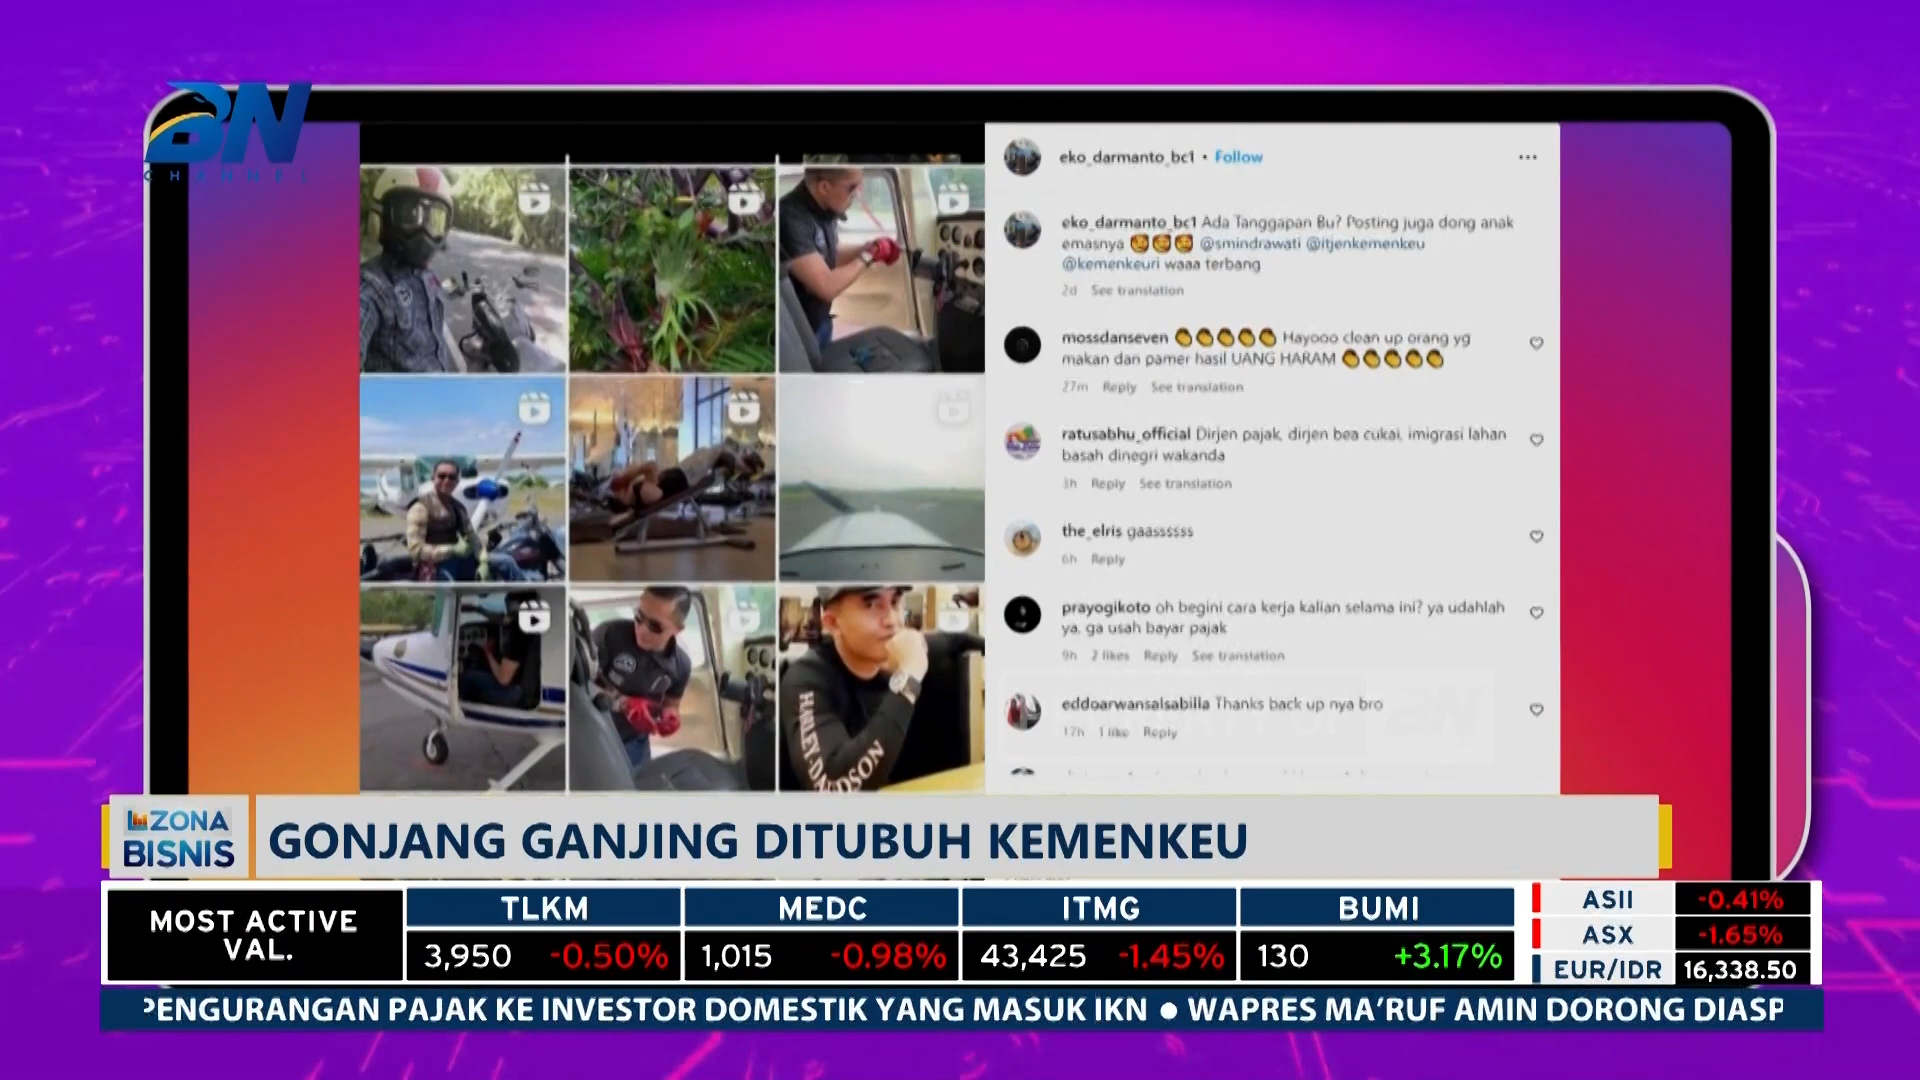 BN
CHANNEL
eko_darmanto_bc1 • Follow
eko_darmanto_bc1 Ada Tanggapan Bu? Posting juga dong anak
emasnya 🥰🥰🥰 @smindrawati @itjenkemenkeu
@kemenkeuri waaa terbang
2d See translation
mossdanseven 👏👏👏👏👏 Hayooo clean up orang yg
makan dan pamer hasil UANG HARAM 👏👏👏👏👏
27m Reply See translation
ratusabhu_official Dirjen pajak, dirjen bea cukai, imigrasi lahan
basah dinegri wakanda
3h Reply See translation
the_elris gaassssss
6h Reply
prayogikoto oh begini cara kerja kalian selama ini? ya udahlah
ya, ga usah bayar pajak
9h 2 likes Reply See translation
eddoarwansalsabilla Thanks back up nya bro
17h 1 like Reply
HARLEY-DAVIDSON
ZONA
BISNIS
GONJANG GANJING DITUBUH KEMENKEU
MOST ACTIVE
VAL.
TLKM
3,950 -0.50%
MEDC
1,015 -0.98%
ITMG
43,425 -1.45%
BUMI
130 +3.17%
ASII -0.41%
ASX -1.65%
EUR/IDR 16,338.50
PENGURANGAN PAJAK KE INVESTOR DOMESTIK YANG MASUK IKN ● WAPRES MA'RUF AMIN DORONG DIASP